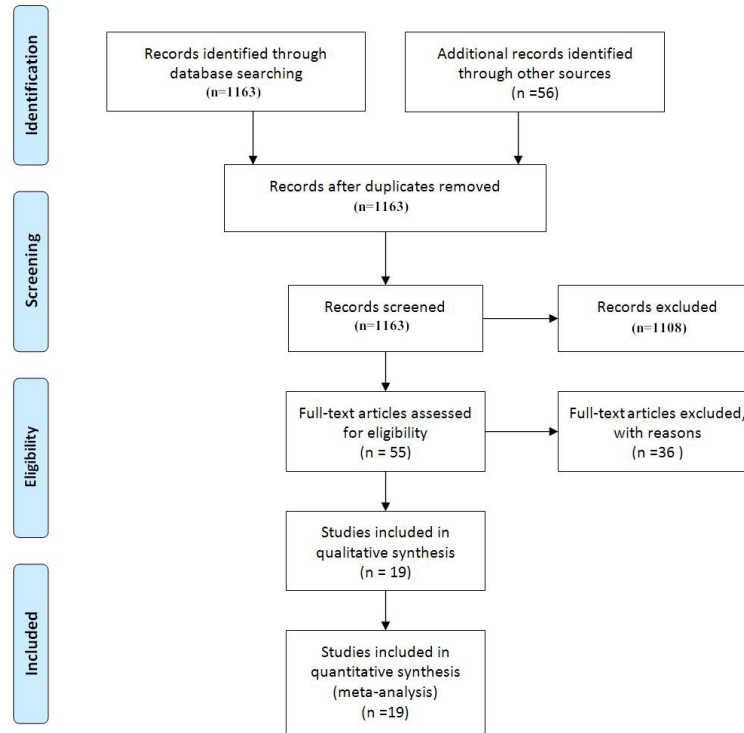 Identification
Records identified through
database searching
(n=1163)
Additional records identified
through other sources
(n =56)
Records after duplicates removed
(n=1163)
Screening
Records screened
(n=1163)
Records excluded
(n=1108)
Eligibility
Full-text articles assessed
for eligibility
(n = 55)
Full-text articles excluded,
with reasons
(n =36 )
Studies included in
qualitative synthesis
(n = 19)
Included
Studies included in
quantitative synthesis
(meta-analysis)
(n =19)